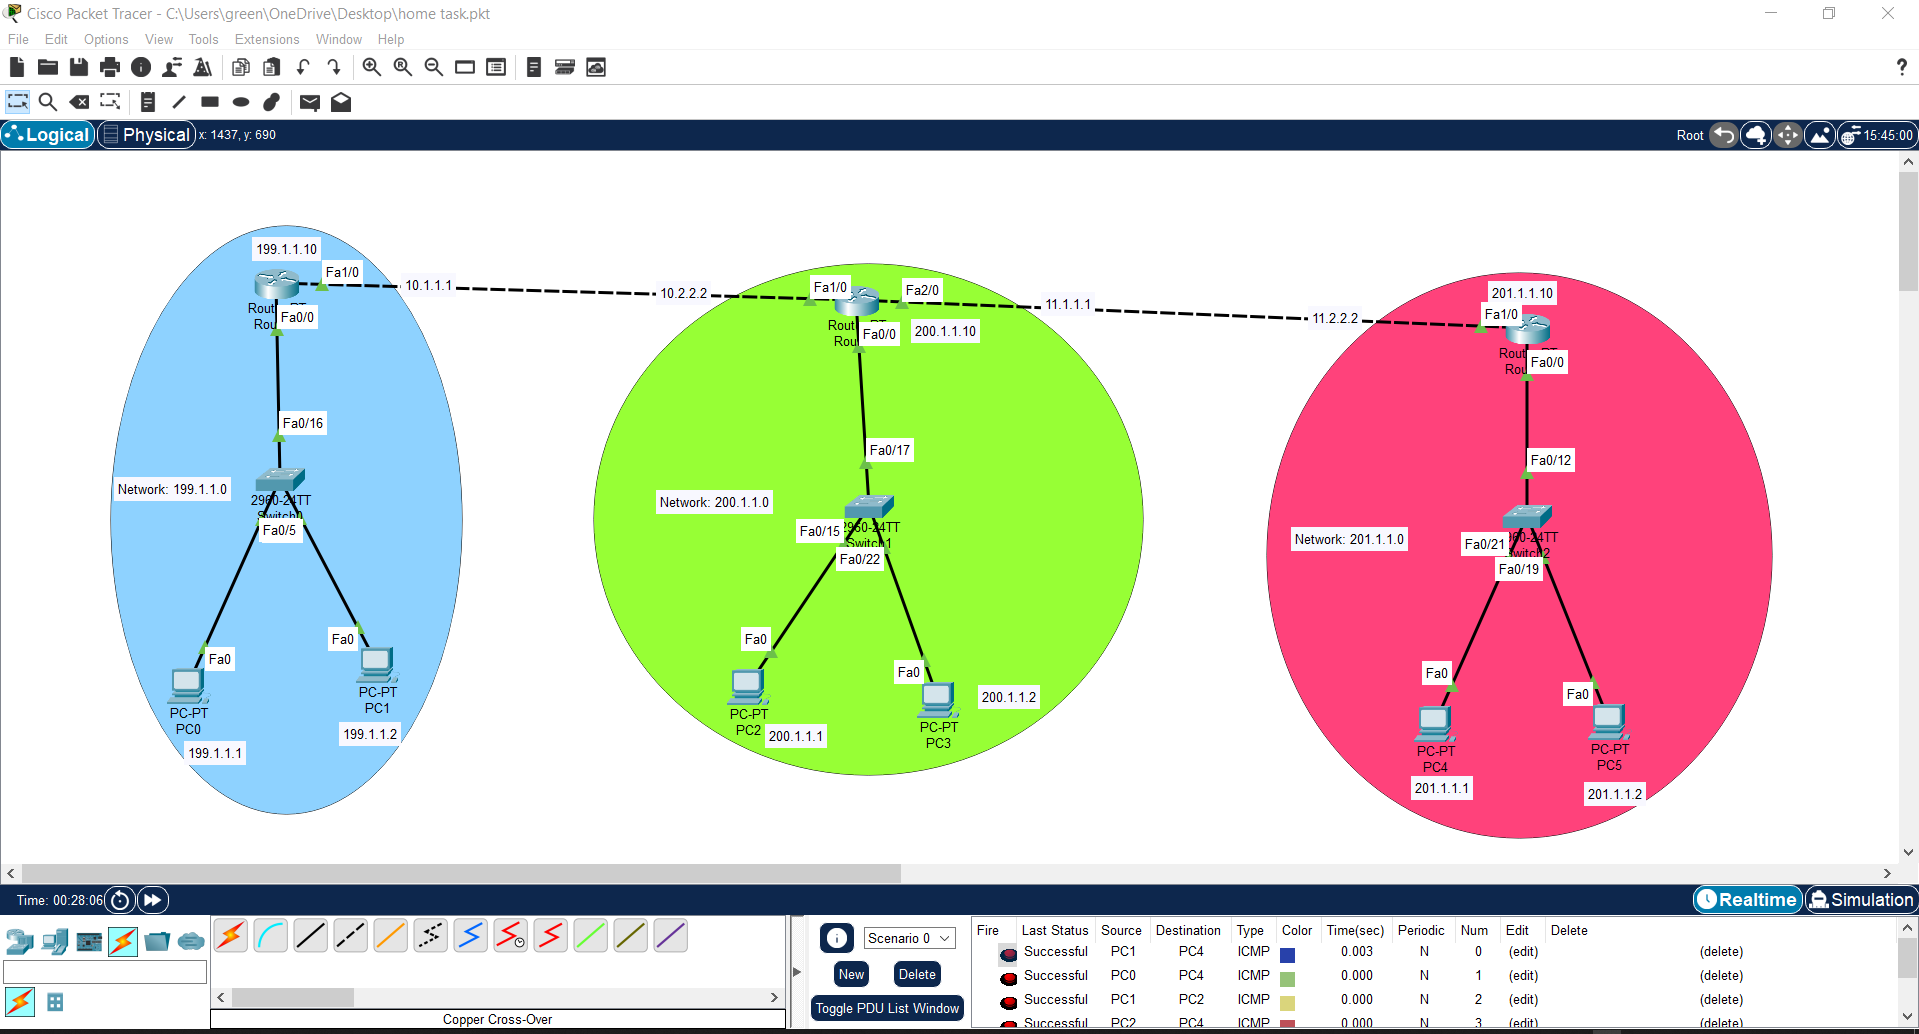 Cisco Packet Tracer - C:\Users\green\OneDrive\Desktop\home task.pkt
File Edit Options View Tools Extensions Window Help
?
Logical Physical x: 1437, y: 690 Root 15:45:00
199.1.1.10
Fa1/0
10.1.1.1
10.2.2.2
Fa1/0
Fa2/0
11.1.1.1
11.2.2.2
201.1.1.10
Fa1/0
Rout
Rou
Fa0/0
Rout
Rou
Fa0/0
200.1.1.10
Rout
Rou
Fa0/0
Fa0/16
Fa0/17
Fa0/12
Network: 199.1.1.0
2960-24TT
Switch0
Fa0/5
Network: 200.1.1.0
Fa0/15
2960-24TT
Switch1
Fa0/22
Network: 201.1.1.0
Fa0/21
960-24TT
witch2
Fa0/19
Fa0
PC-PT
PC0
199.1.1.1
Fa0
PC-PT
PC1
199.1.1.2
Fa0
PC-PT
PC2
200.1.1.1
Fa0
PC-PT
PC3
200.1.1.2
Fa0
PC-PT
PC4
201.1.1.1
Fa0
PC-PT
PC5
201.1.1.2
Time: 00:28:06 Realtime Simulation
Scenario 0
New Delete
Toggle PDU List Window
Copper Cross-Over
Fire Last Status Source Destination Type Color Time(sec) Periodic Num Edit Delete
Successful PC1 PC4 ICMP 0.003 N 0 (edit) (delete)
Successful PC0 PC4 ICMP 0.000 N 1 (edit) (delete)
Successful PC1 PC2 ICMP 0.000 N 2 (edit) (delete)
Successful PC2 PC4 ICMP 0.000 N 3 (edit) (delete)